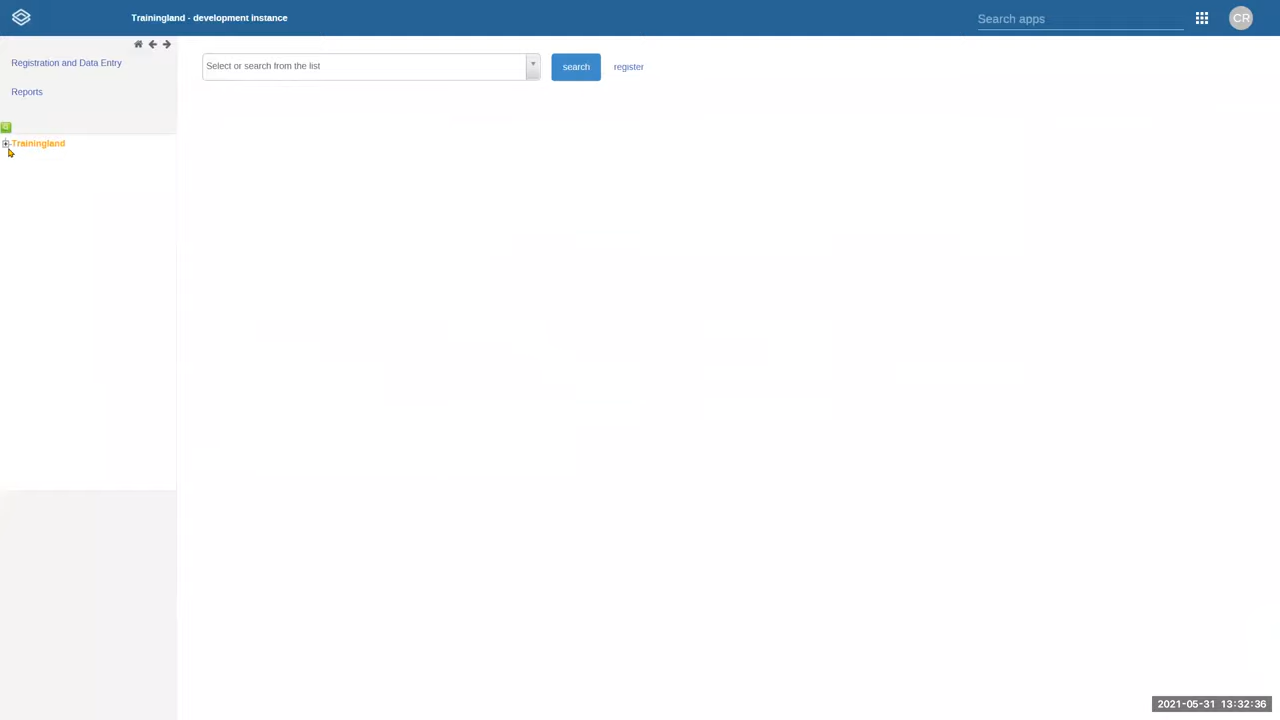 Trainingland - development instance
Search apps
CR
Registration and Data Entry
Reports
Trainingland
Select or search from the list
search
register
2021-05-31 13:32:36